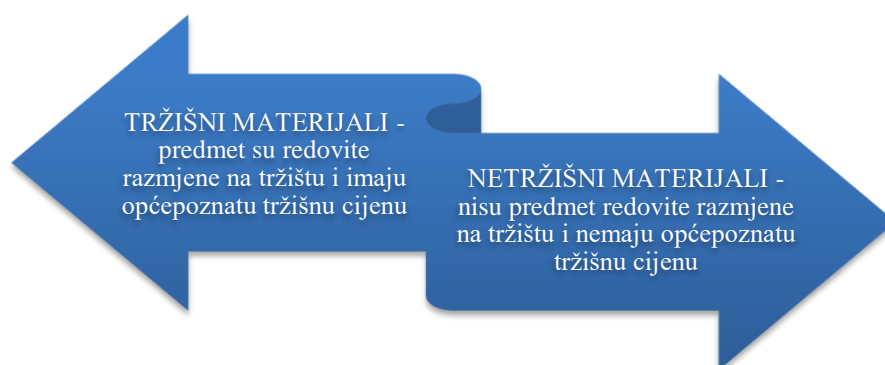 TRŽIŠNI MATERIJALI -
predmet su redovite
razmjene na tržištu i imaju
općepoznatu tržišnu cijenu
NETRŽIŠNI MATERIJALI -
nisu predmet redovite razmjene
na tržištu i nemaju općepoznatu
tržišnu cijenu